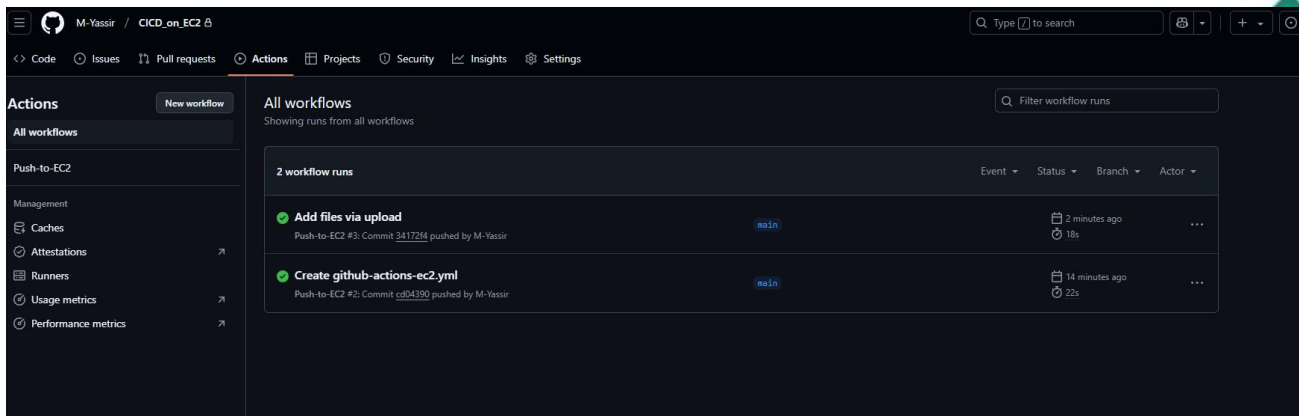 M-Yassir / CICD_on_EC2
Type / to search
Code Issues Pull requests Actions Projects Security Insights Settings
Actions
New workflow
All workflows
Push-to-EC2
Management
Caches
Attestations
Runners
Usage metrics
Performance metrics
All workflows
Showing runs from all workflows
Filter workflow runs
2 workflow runs
Event Status Branch Actor
Add files via upload
Push-to-EC2 #3: Commit 34172f4 pushed by M-Yassir
main
2 minutes ago
18s
Create github-actions-ec2.yml
Push-to-EC2 #2: Commit cd04390 pushed by M-Yassir
main
14 minutes ago
22s